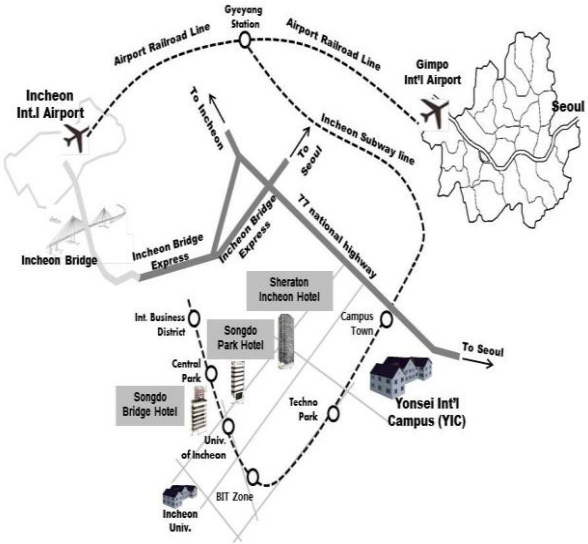 Gyeyang
Station
Airport Railroad Line
Airport Railroad Line
Gimpo
Int'l Airport
Incheon
Int.l Airport
Seoul
To Incheon
To
Seoul
Incheon Subway line
77 national highway
Incheon Bridge
Incheon Bridge
Express
Incheon Bridge
Express
Sheraton
Incheon Hotel
Int. Business
District
Songdo
Park Hotel
Campus
Town
To Seoul
Central
Park
Songdo
Bridge Hotel
Techno
Park
Yonsei Int'l
Campus (YIC)
Univ.
of Incheon
BIT Zone
Incheon
Univ.